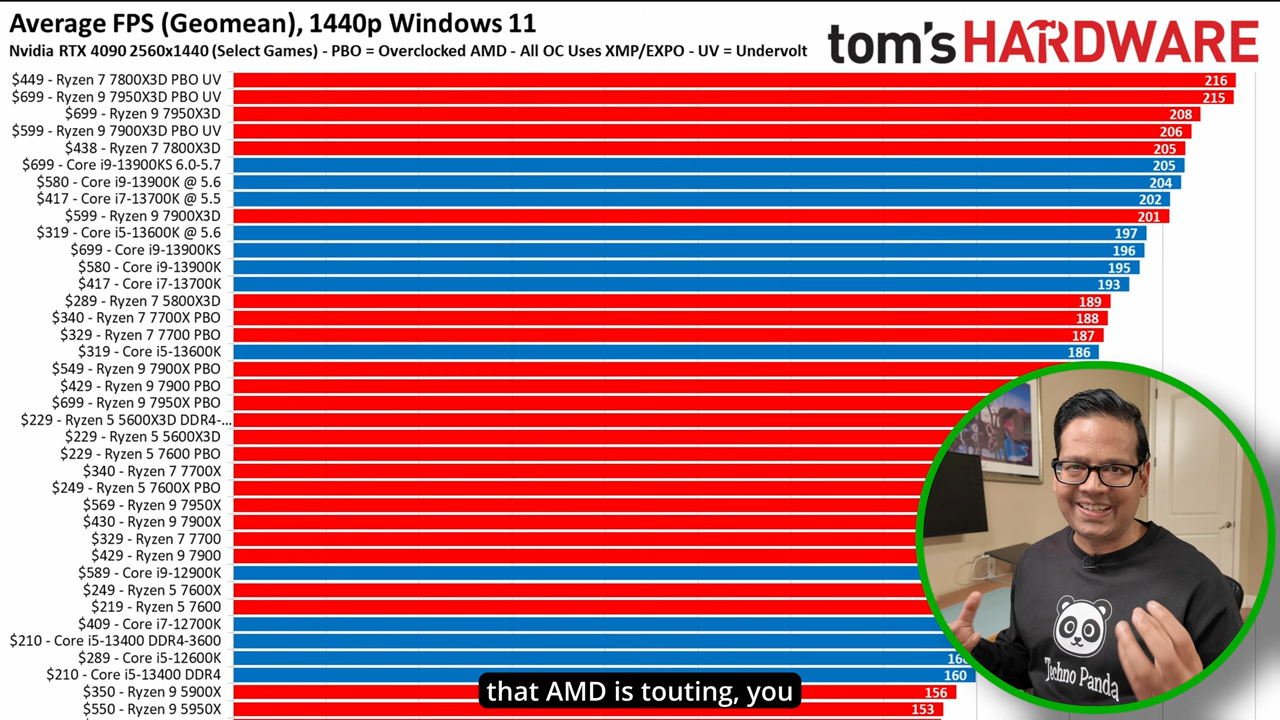 Average FPS (Geomean), 1440p Windows 11
Nvidia RTX 4090 2560x1440 (Select Games) - PBO = Overclocked AMD - All OC Uses XMP/EXPO - UV = Undervolt
tom's HARDWARE
$449 - Ryzen 7 7800X3D PBO UV 216
$699 - Ryzen 9 7950X3D PBO UV 215
$699 - Ryzen 9 7950X3D 208
$599 - Ryzen 9 7900X3D PBO UV 206
$438 - Ryzen 7 7800X3D 205
$699 - Core i9-13900KS 6.0-5.7 205
$580 - Core i9-13900K @ 5.6 204
$417 - Core i7-13700K @ 5.5 202
$599 - Ryzen 9 7900X3D 201
$319 - Core i5-13600K @ 5.6 197
$699 - Core i9-13900KS 196
$580 - Core i9-13900K 195
$417 - Core i7-13700K 193
$289 - Ryzen 7 5800X3D 189
$340 - Ryzen 7 7700X PBO 188
$329 - Ryzen 7 7700 PBO 187
$319 - Core i5-13600K 186
$549 - Ryzen 9 7900X PBO
$429 - Ryzen 9 7900 PBO
$699 - Ryzen 9 7950X PBO
$229 - Ryzen 5 5600X3D DDR4-...
$229 - Ryzen 5 5600X3D
$229 - Ryzen 5 7600 PBO
$340 - Ryzen 7 7700X
$249 - Ryzen 5 7600X PBO
$569 - Ryzen 9 7950X
$430 - Ryzen 9 7900X
$329 - Ryzen 7 7700
$429 - Ryzen 9 7900
$589 - Core i9-12900K
$249 - Ryzen 5 7600X
$219 - Ryzen 5 7600
$409 - Core i7-12700K
$210 - Core i5-13400 DDR4-3600
$289 - Core i5-12600K
$210 - Core i5-13400 DDR4 160
$350 - Ryzen 9 5900X 156
$550 - Ryzen 9 5950X 153
Techno Panda
that AMD is touting, you